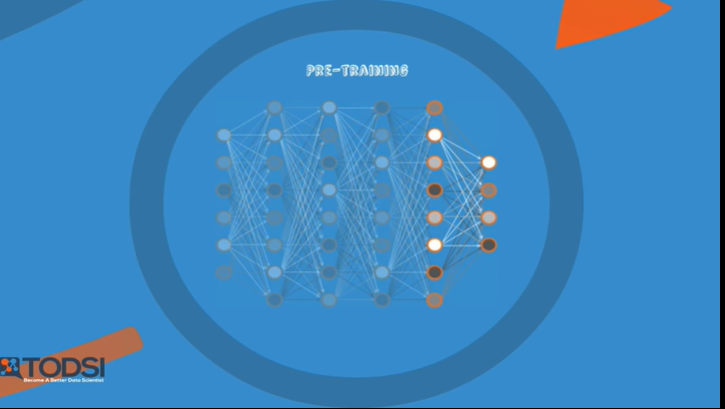 PRE-TRAINING
TODSI
Become A Better Data Scientist